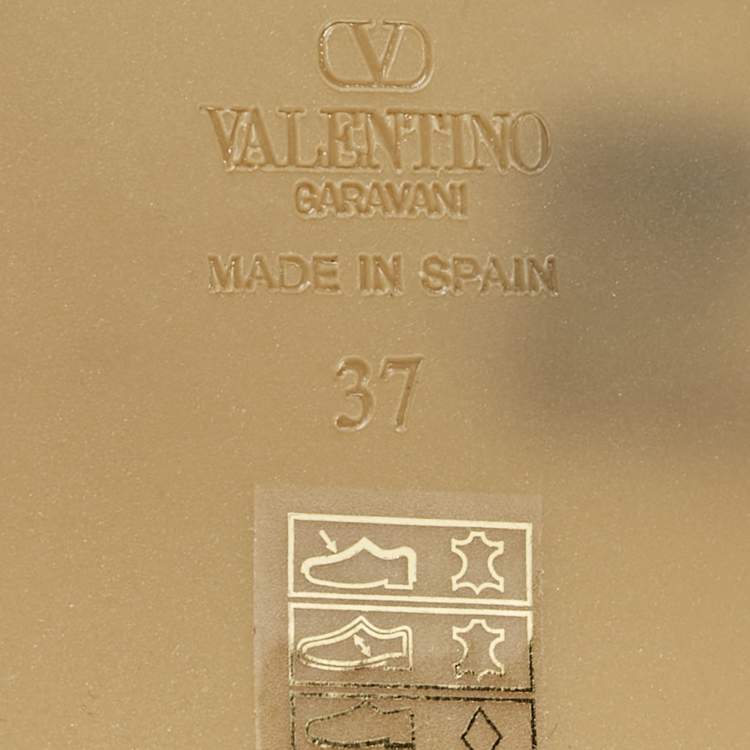 V
VALENTINO
GARAVANI
MADE IN SPAIN
37